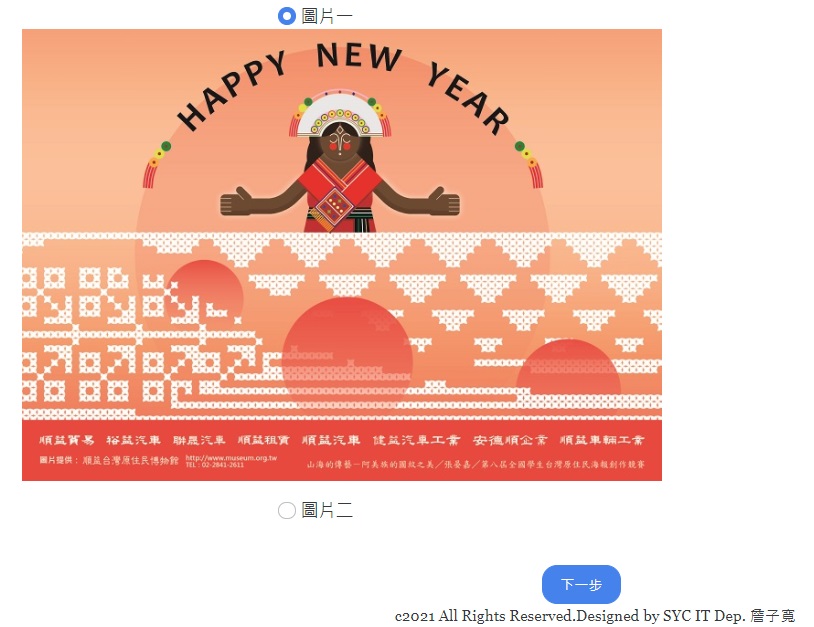 圖片一
HAPPY NEW YEAR
順益貿易 裕益汽車 聯晟汽車 順益租賃 順益汽車 健益汽車工業 安德順企業 順益車輛工業
圖片提供：順益台灣原住民博物館 http://www.museum.org.tw
TEL：02-2841-2611
山海的傳藝－阿美族的圖紋之美／張晏嘉／第八屆全國學生台灣原住民海報創作競賽
圖片二
下一步
c2021 All Rights Reserved.Designed by SYC IT Dep. 詹子寬